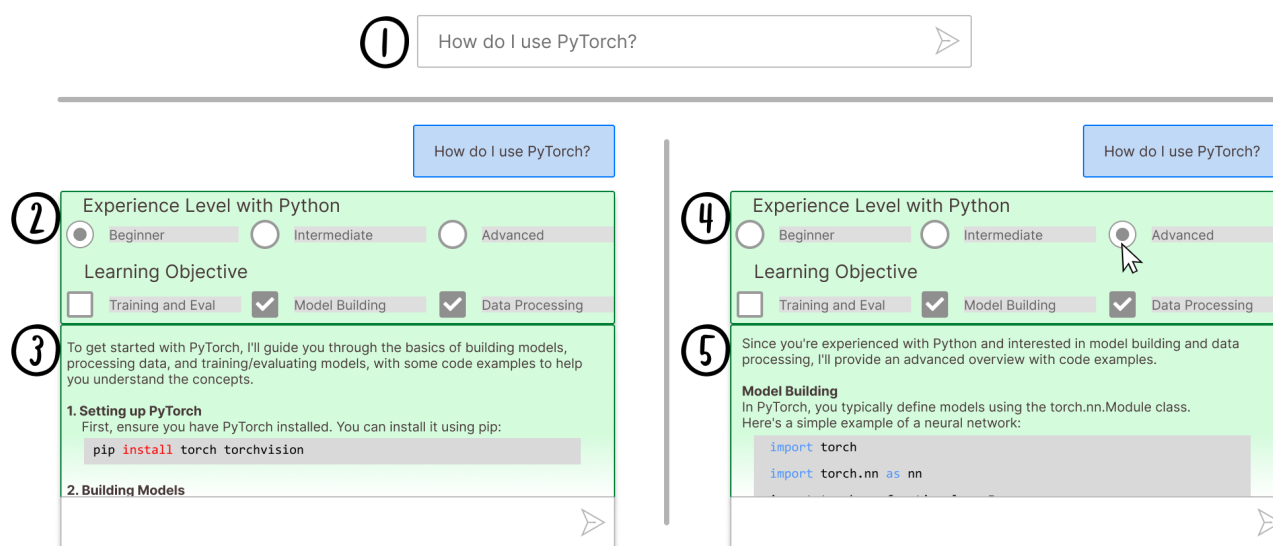 1
How do I use PyTorch?
How do I use PyTorch?
2
Experience Level with Python
Beginner Intermediate Advanced
Learning Objective
Training and Eval Model Building Data Processing
3
To get started with PyTorch, I'll guide you through the basics of building models,
processing data, and training/evaluating models, with some code examples to help
you understand the concepts.
1. Setting up PyTorch
First, ensure you have PyTorch installed. You can install it using pip:
pip install torch torchvision
2. Building Models
How do I use PyTorch?
4
Experience Level with Python
Beginner Intermediate Advanced
Learning Objective
Training and Eval Model Building Data Processing
5
Since you're experienced with Python and interested in model building and data
processing, I'll provide an advanced overview with code examples.
Model Building
In PyTorch, you typically define models using the torch.nn.Module class.
Here's a simple example of a neural network:
import torch
import torch.nn as nn